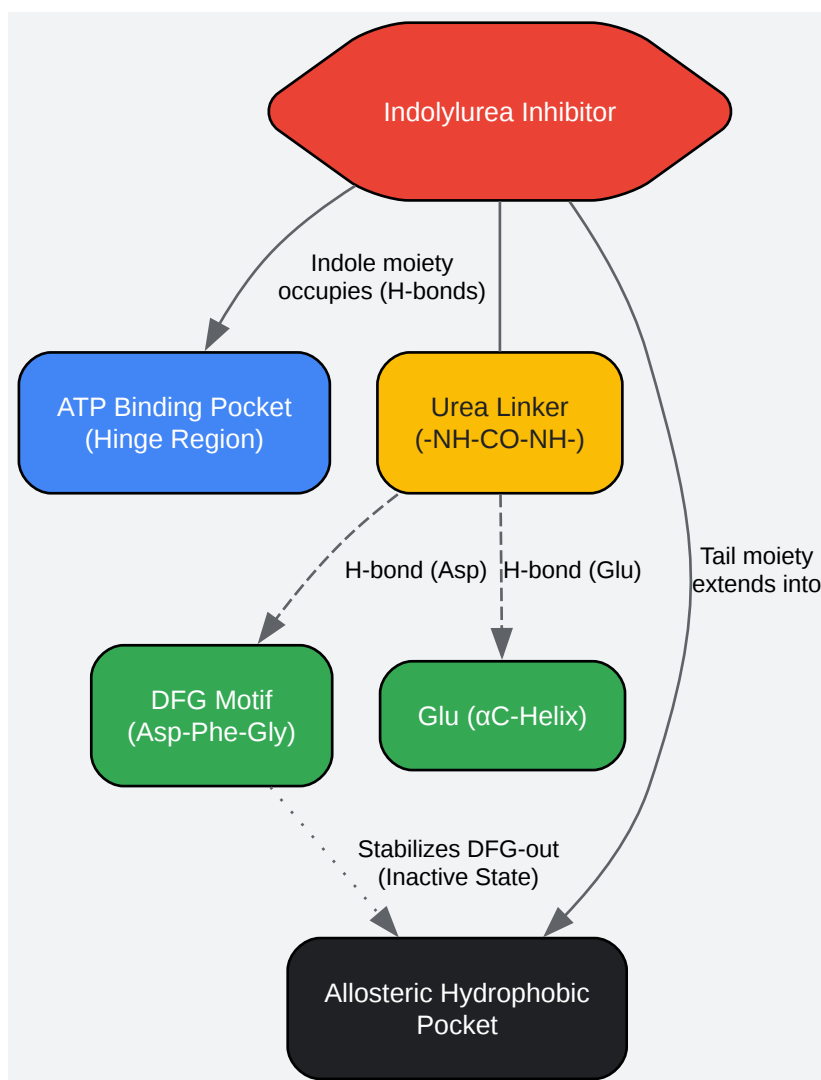 Indolylurea Inhibitor
Indole moiety
occupies (H-bonds)
ATP Binding Pocket
(Hinge Region)
Urea Linker
(-NH-CO-NH-)
H-bond (Asp)
H-bond (Glu)
Tail moiety
extends into
DFG Motif
(Asp-Phe-Gly)
Glu (αC-Helix)
Stabilizes DFG-out
(Inactive State)
Allosteric Hydrophobic
Pocket